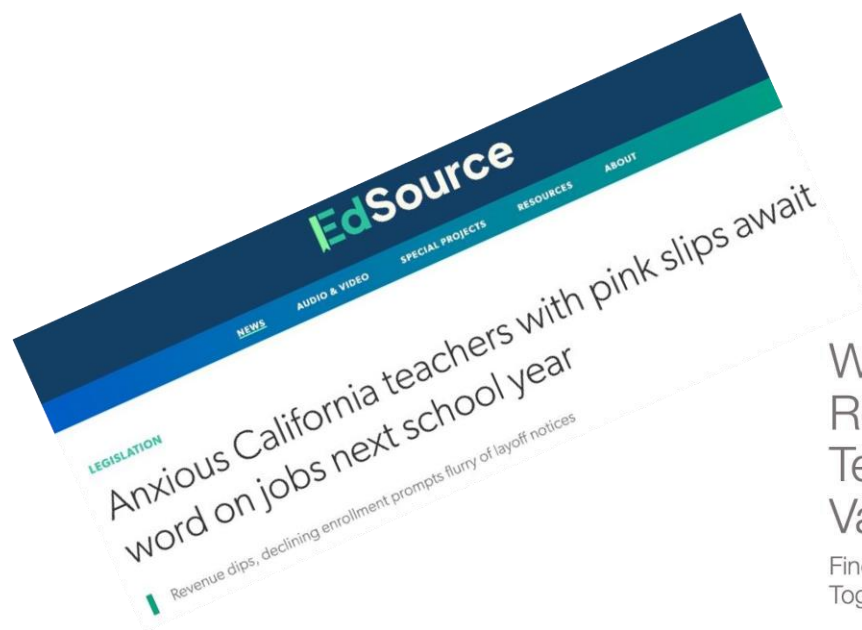 EdSource
NEWS AUDIO & VIDEO SPECIAL PROJECTS RESOURCES ABOUT
LEGISLATION
Anxious California teachers with pink slips await
word on jobs next school year
Revenue dips, declining enrollment prompts flurry of layoff notices